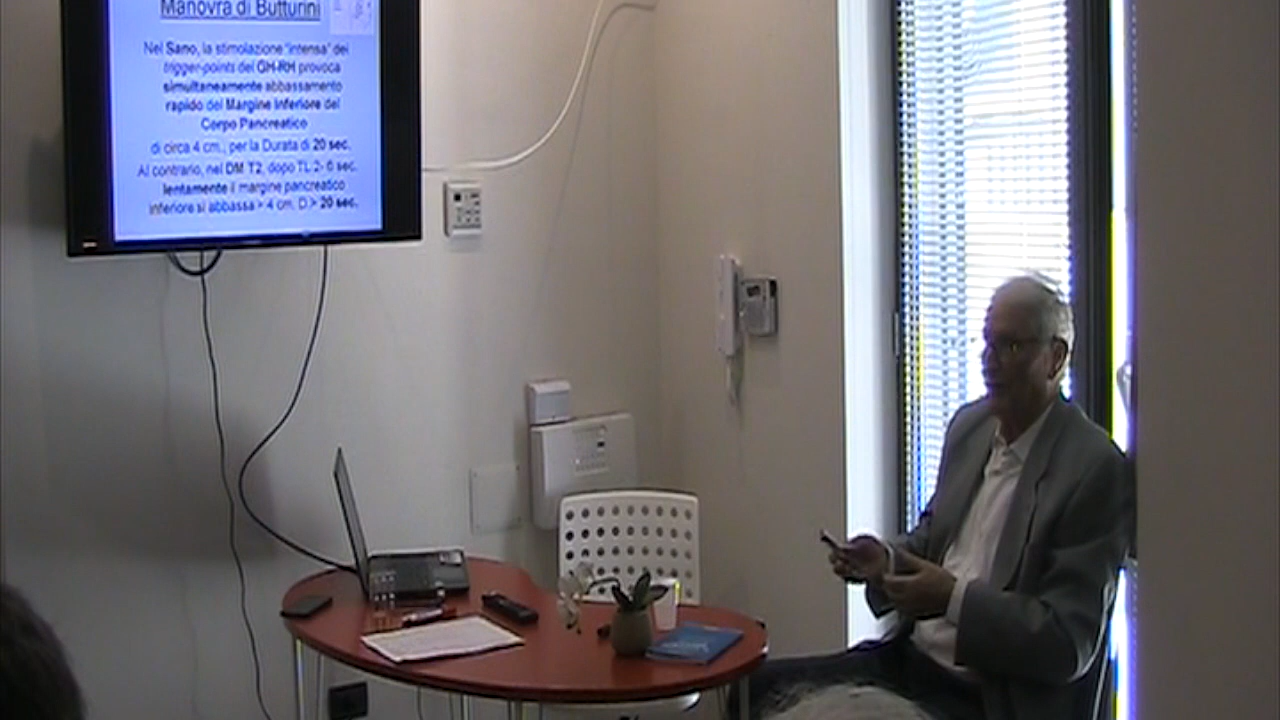 Manovra di Butturini
Nel Sano, la stimolazione "intensa" dei
trigger-points del GH-RH provoca
simultaneamente abbassamento
rapido del Margine Inferiore del
Corpo Pancreatico
di circa 4 cm., per la Durata di 20 sec.
Al contrario, nel DM T2, dopo TL 2- 6 sec.
lentamente il margine pancreatico
inferiore si abbassa > 4 cm. D > 20 sec.